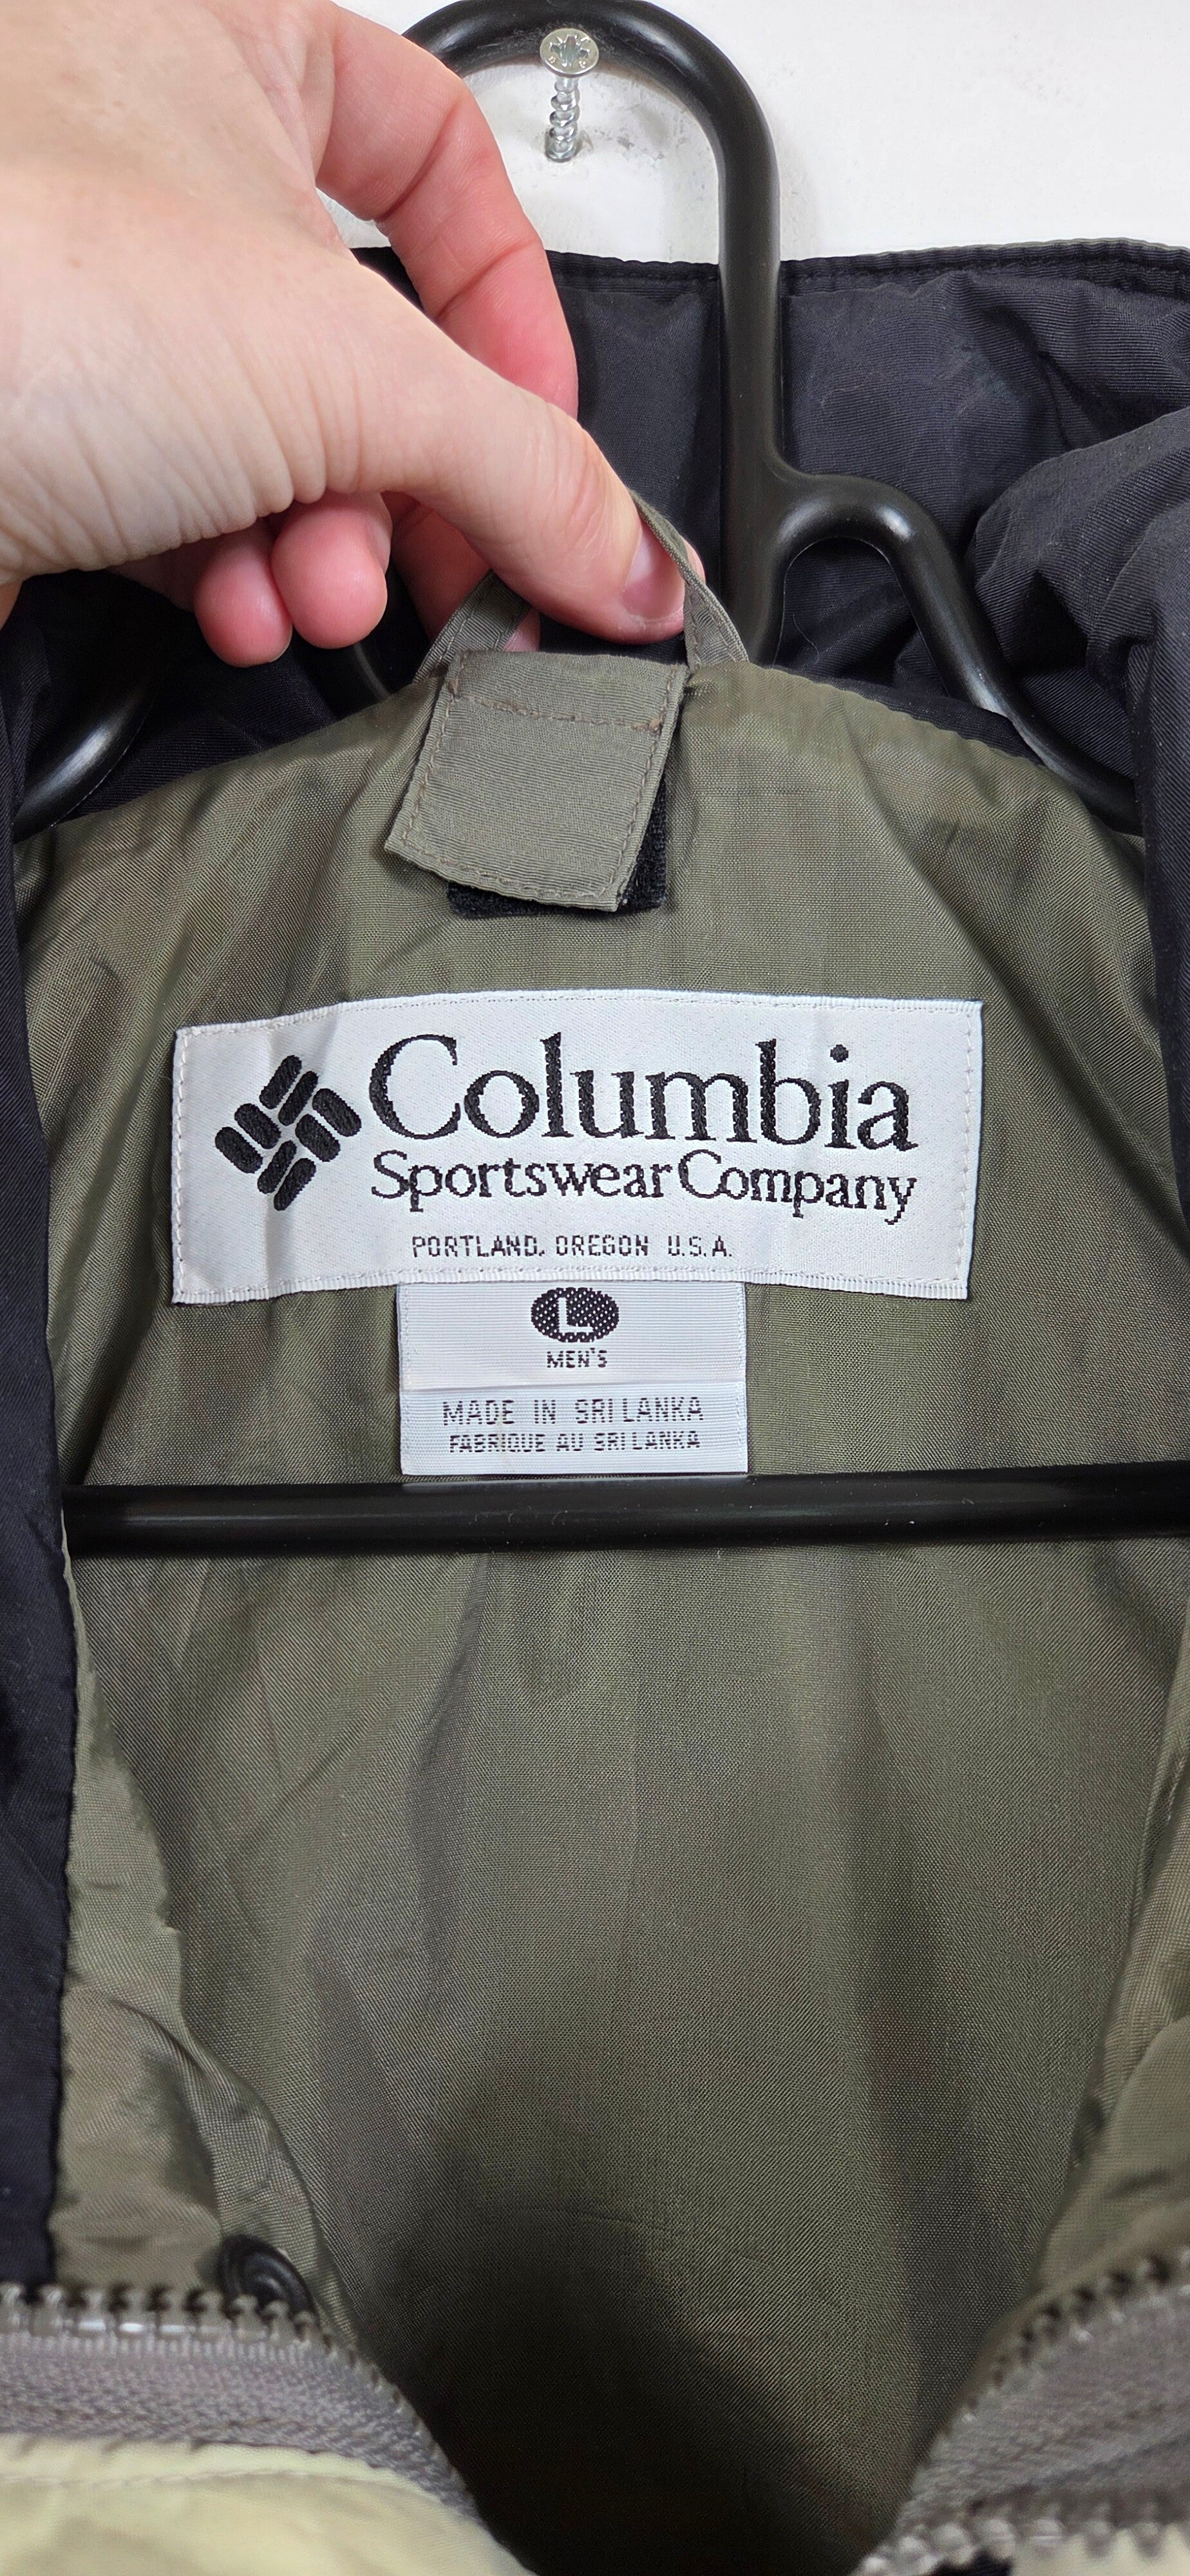 Columbia
Sportswear Company
PORTLAND, OREGON U.S.A.
L
MEN'S
MADE IN SRI LANKA
FABRIQUE AU SRI LANKA